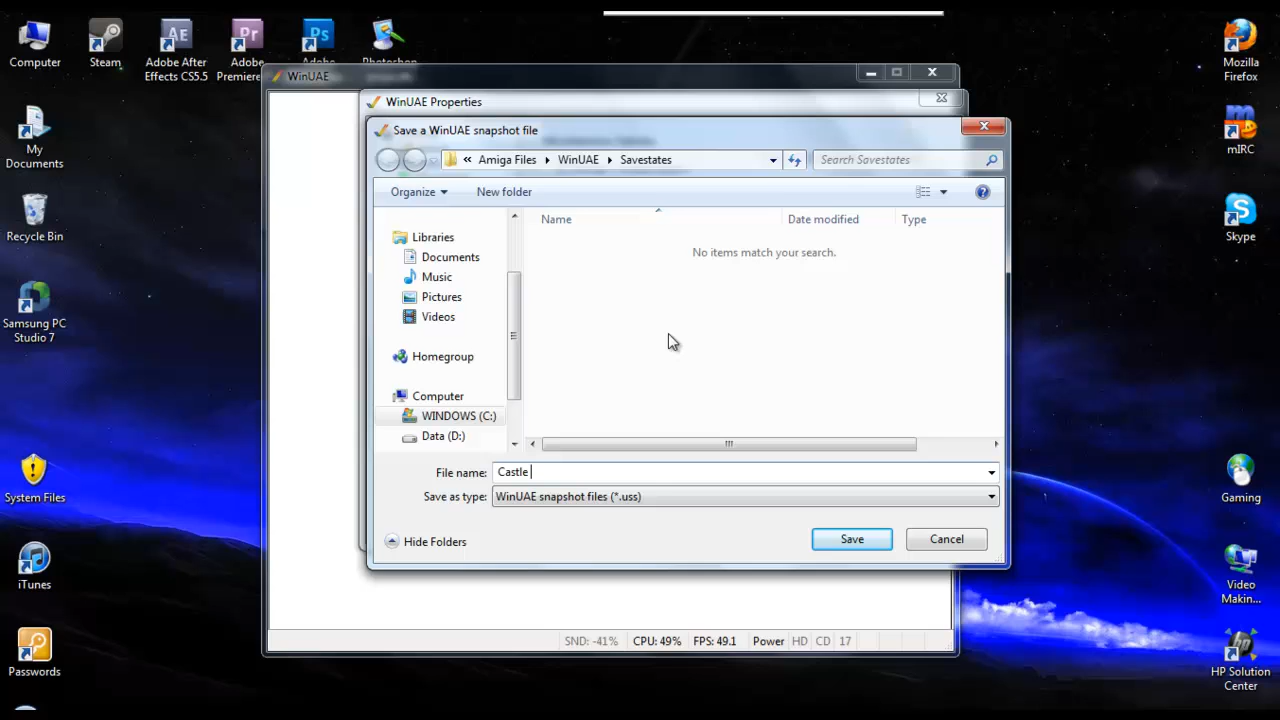 Computer
Steam
Adobe After
Effects CS5.5
Adobe
Premiere
Adobe
Photoshop
Mozilla
Firefox
My
Documents
mIRC
Recycle Bin
Skype
Samsung PC
Studio 7
System Files
Gaming
iTunes
Video
Makin...
Passwords
HP Solution
Center
WinUAE
WinUAE Properties
Save a WinUAE snapshot file
« Amiga Files WinUAE Savestates
Search Savestates
Organize
New folder
Name
Date modified
Type
No items match your search.
Libraries
Documents
Music
Pictures
Videos
Homegroup
Computer
WINDOWS (C:)
Data (D:)
File name: Castle
Save as type: WinUAE snapshot files (*.uss)
Hide Folders
Save
Cancel
SND: -41% CPU: 49% FPS: 49.1 Power HD CD 17